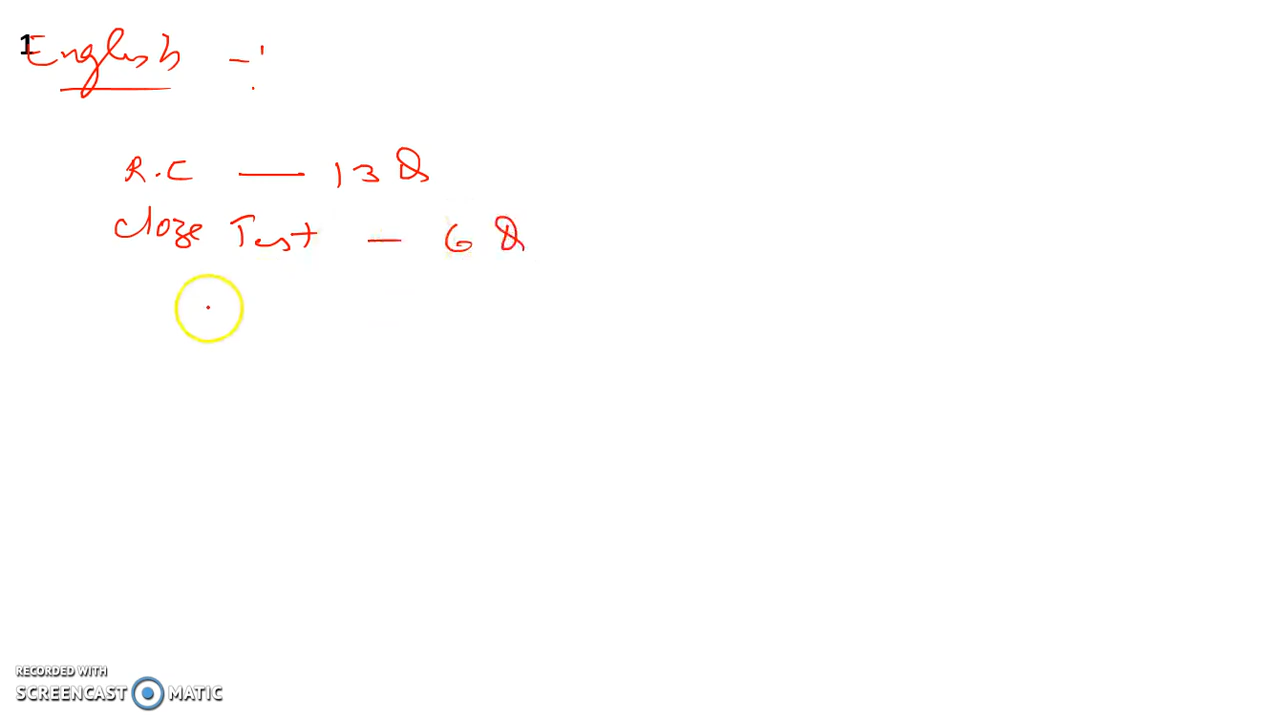 1
English -:
R.C — 13 Q
Cloze Test — 6 Q
RECORDED WITH
SCREENCAST MATIC